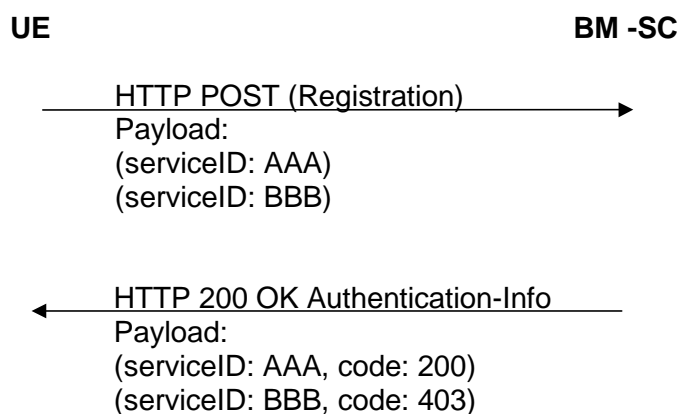 UE BM -SC
HTTP POST (Registration)
Payload:
(serviceID: AAA)
(serviceID: BBB)
HTTP 200 OK Authentication-Info
Payload:
(serviceID: AAA, code: 200)
(serviceID: BBB, code: 403)